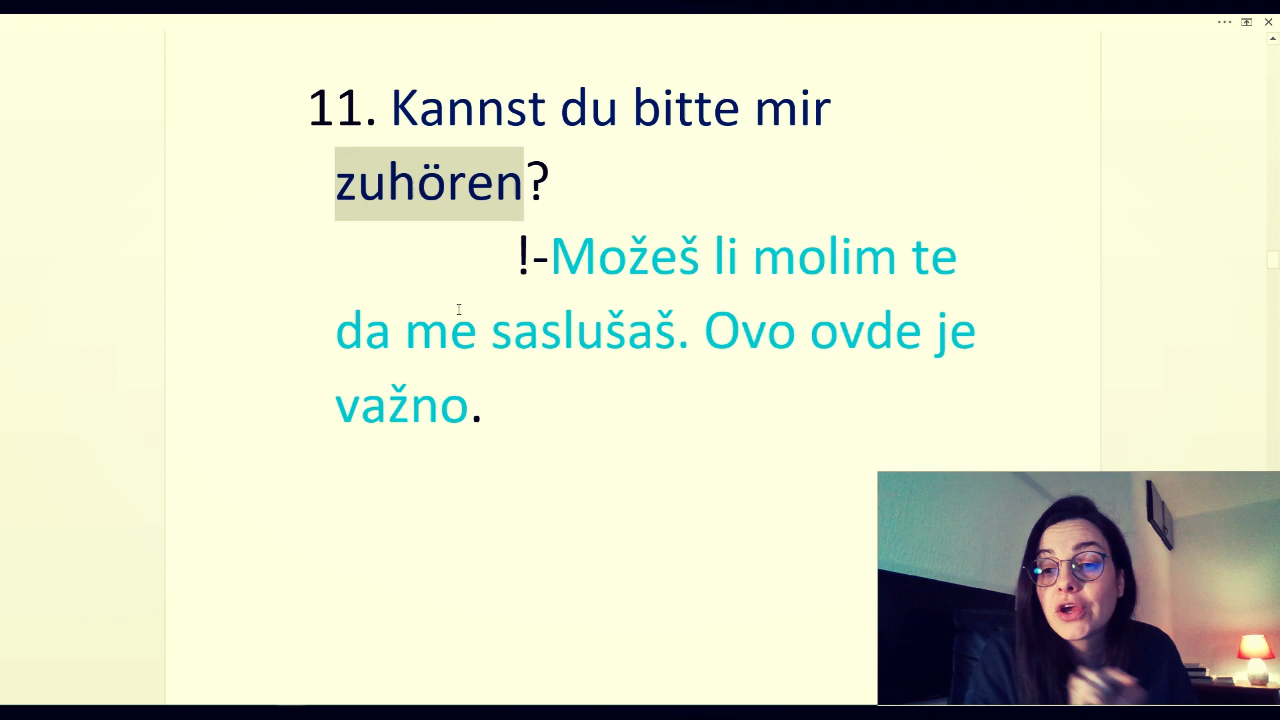 11. Kannst du bitte mir
zuhören?
!-Možeš li molim te
da me saslušaš. Ovo ovde je
važno.